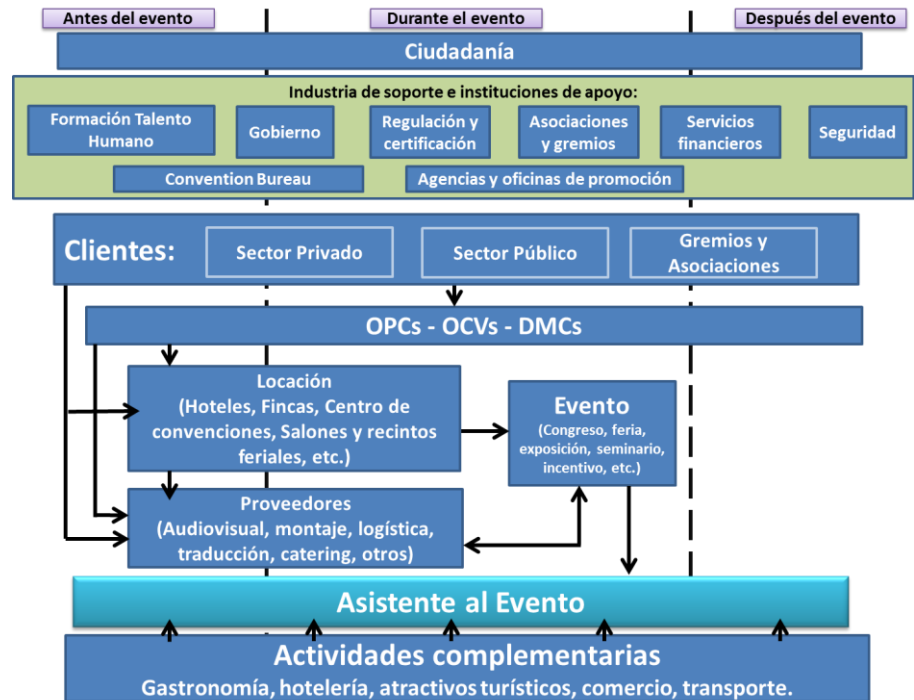 Antes del evento
Durante el evento
Después del evento
Ciudadanía
Industria de soporte e instituciones de apoyo:
Formación Talento
Humano
Gobierno
Regulación y
certificación
Asociaciones
y gremios
Servicios
financieros
Seguridad
Convention Bureau
Agencias y oficinas de promoción
Clientes:
Sector Privado
Sector Público
Gremios y
Asociaciones
OPCs - OCVs - DMCs
Locación
(Hoteles, Fincas, Centro de
convenciones, Salones y recintos
feriales, etc.)
Evento
(Congreso, feria,
exposición, seminario,
incentivo, etc.)
Proveedores
(Audiovisual, montaje, logística,
traducción, catering, otros)
Asistente al Evento
Actividades complementarias
Gastronomía, hotelería, atractivos turísticos, comercio, transporte.